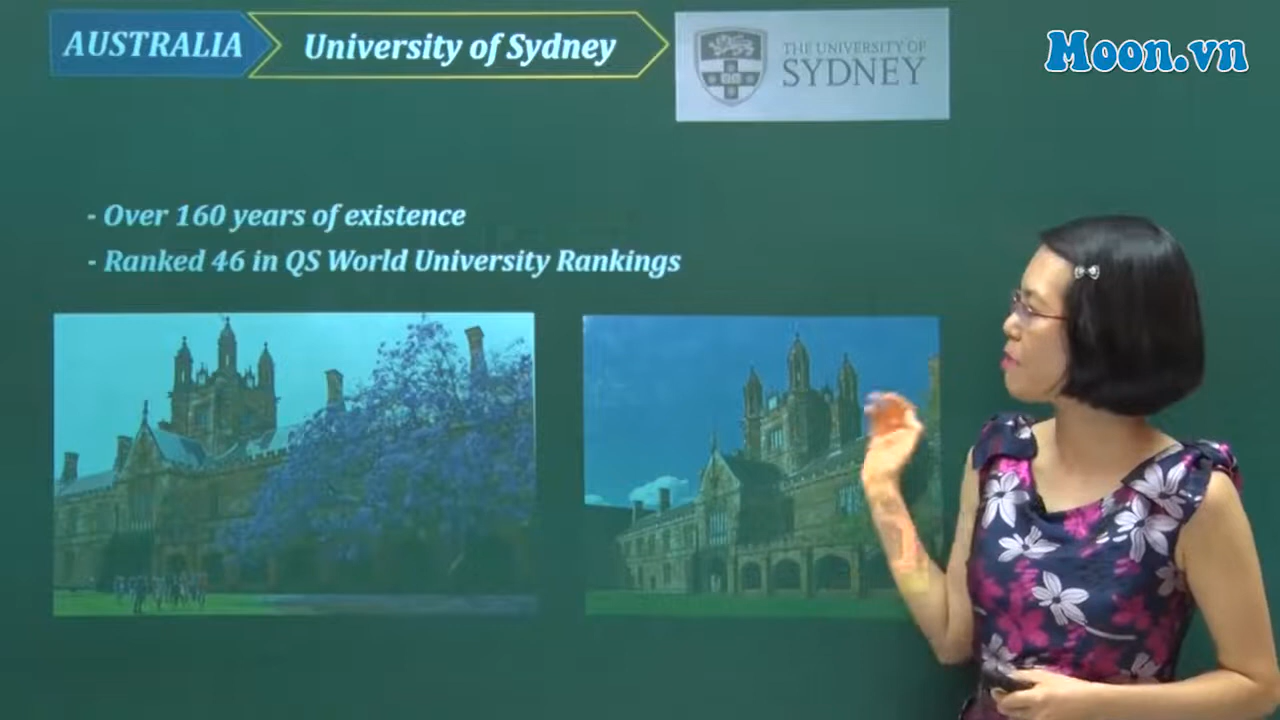 AUSTRALIA
University of Sydney
THE UNIVERSITY OF
SYDNEY
Moon.vn
- Over 160 years of existence
- Ranked 46 in QS World University Rankings